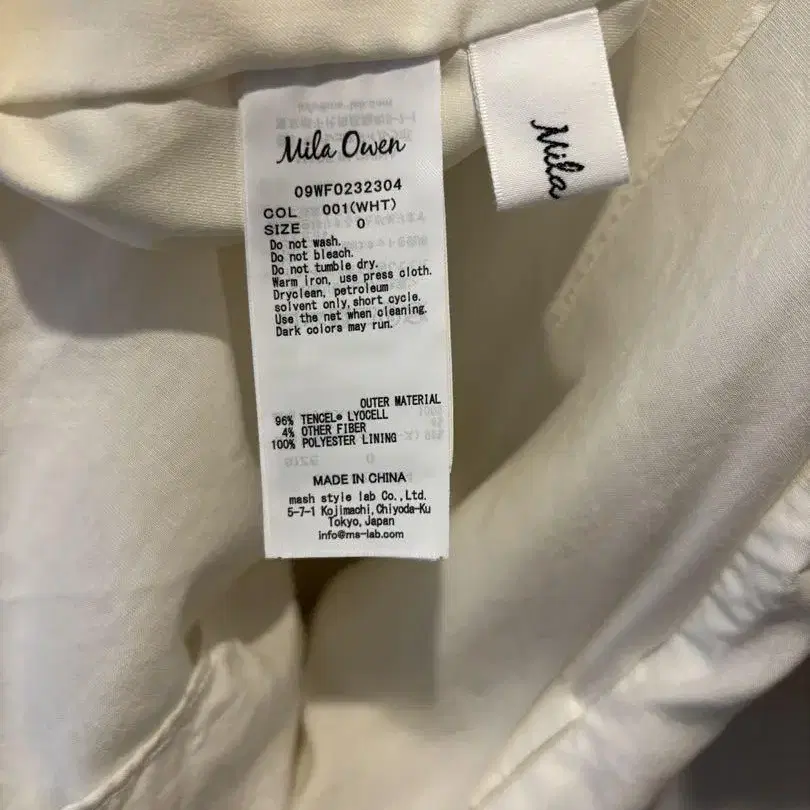 Mila Owen
09WF0232304
COL 001(WHT)
SIZE 0
Do not wash.
Do not bleach.
Do not tumble dry.
Warm iron, use press cloth.
Dryclean, petroleum
solvent only, short cycle.
Use the net when cleaning.
Dark colors may run.
OUTER MATERIAL
96% TENCEL® LYOCELL
4% OTHER FIBER
100% POLYESTER LINING
MADE IN CHINA
mash style lab Co., Ltd.
5-7-1 Kojimachi, Chiyoda-Ku
Tokyo, Japan
info@ms-lab.com
Mila